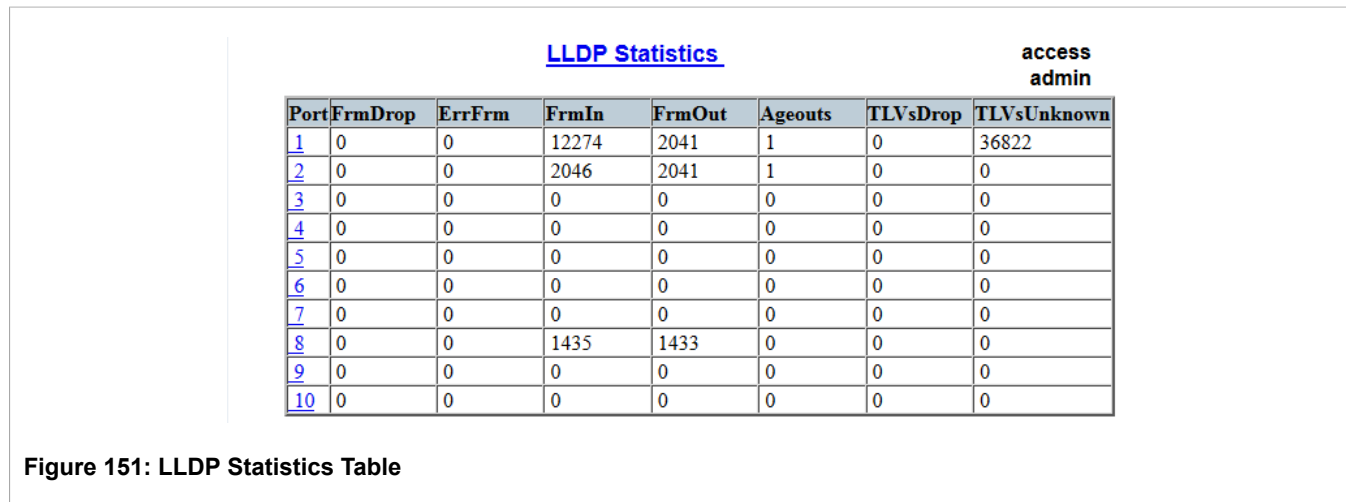 LLDP Statistics
access
admin
Port FrmDrop ErrFrm FrmIn FrmOut Ageouts TLVsDrop TLVsUnknown
1 0 0 12274 2041 1 0 36822
2 0 0 2046 2041 1 0 0
3 0 0 0 0 0 0 0
4 0 0 0 0 0 0 0
5 0 0 0 0 0 0 0
6 0 0 0 0 0 0 0
7 0 0 0 0 0 0 0
8 0 0 1435 1433 0 0 0
9 0 0 0 0 0 0 0
10 0 0 0 0 0 0 0
Figure 151: LLDP Statistics Table